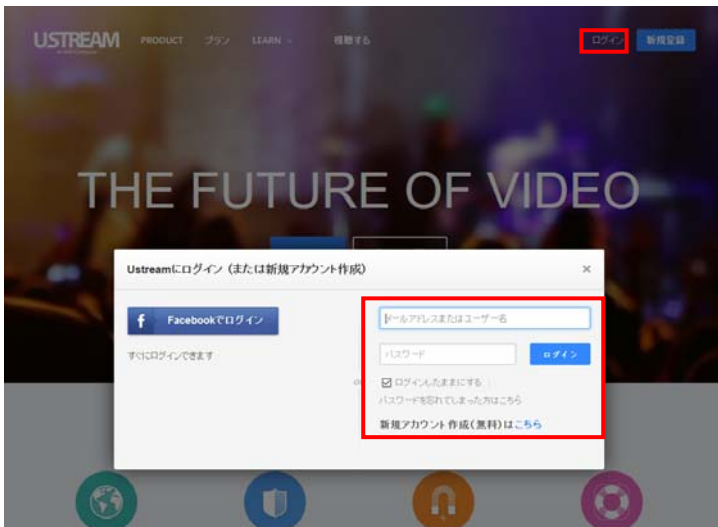 USTREAM PRODUCT プラン LEARN 視聴する ログイン 新規登録
THE FUTURE OF VIDEO
Ustreamにログイン (または新規アカウント作成) ×
f Facebookでログイン
すぐにログインできます
メールアドレスまたはユーザー名
パスワード ログイン
or
ログインしたままにする
パスワードを忘れてしまった方はこちら
新規アカウント作成(無料)はこちら